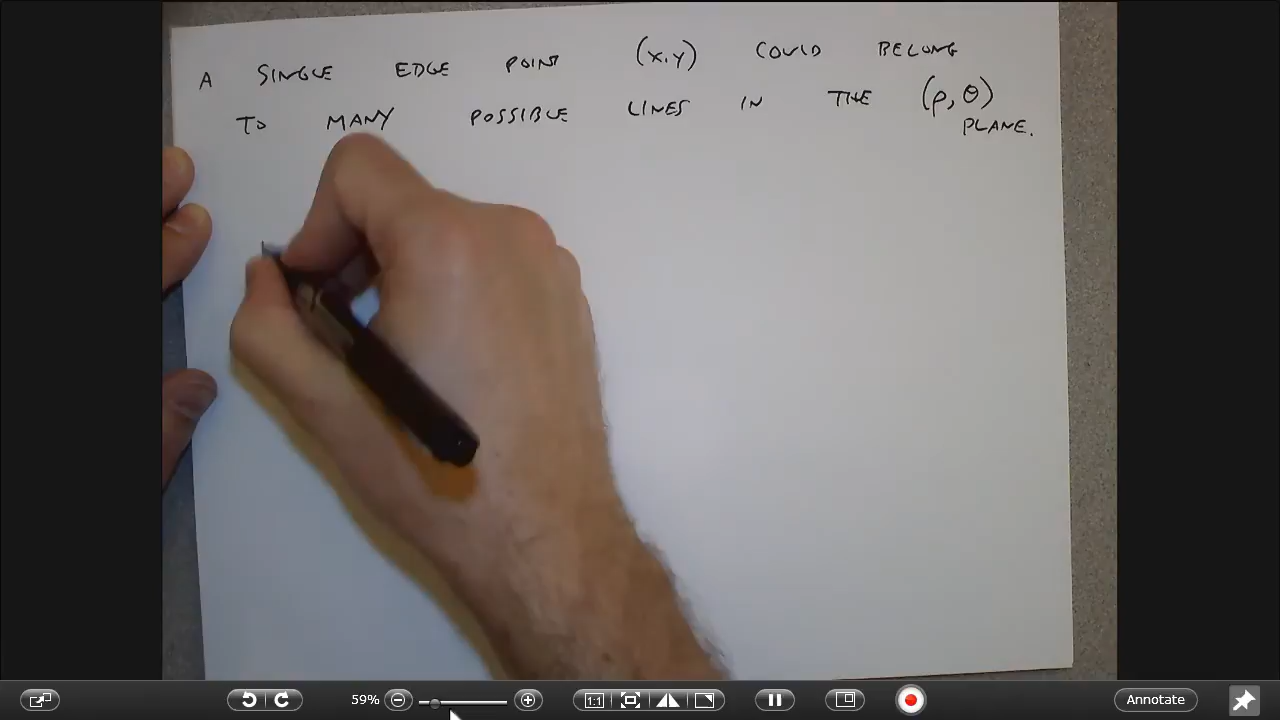 A SINGLE EDGE POINT (x,y) COULD BELONG
TO MANY POSSIBLE LINES IN THE (ρ, θ)
PLANE.
59%
1:1
Annotate